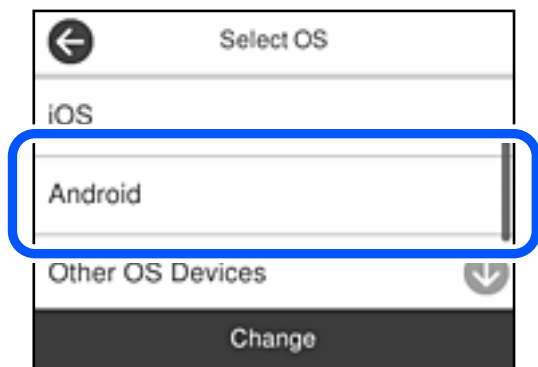 Select OS
iOS
Android
Other OS Devices
Change